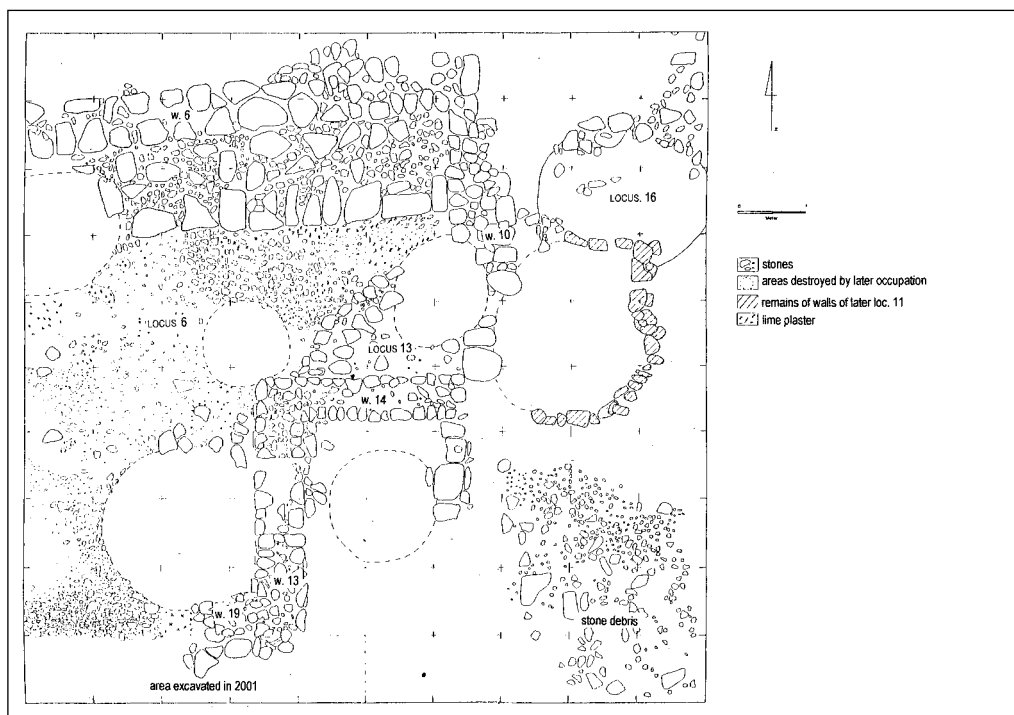 w. 6
LOCUS. 16
w. 10
LOCUS 6
LOCUS 13
w. 14
w. 13
w. 19
stone debris
area excavated in 2001
stones
areas destroyed by later occupation
remains of walls of later loc. 11
lime plaster